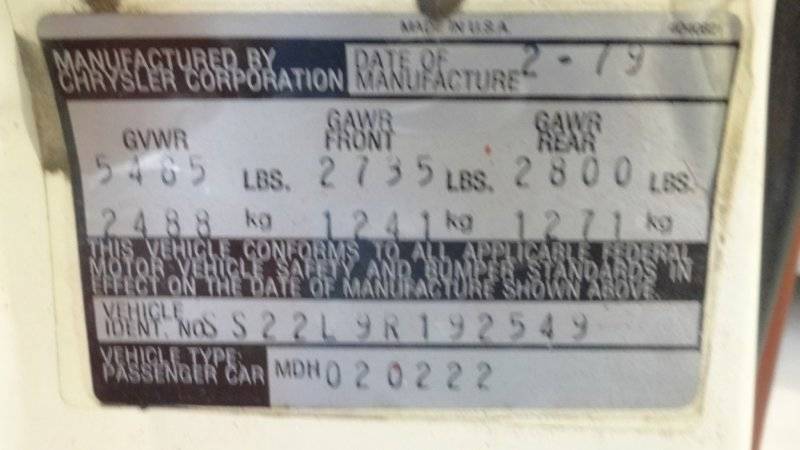 MADE IN U.S.A.
MANUFACTURED BY
CHRYSLER CORPORATION
DATE OF
MANUFACTURE 2-79
GVWR
GAWR
FRONT
GAWR
REAR
5485 LBS. 2735 LBS. 2800 LBS.
2488 kg 1241 kg 1271 kg
THIS VEHICLE CONFORMS TO ALL APPLICABLE FEDERAL
MOTOR VEHICLE SAFETY AND BUMPER STANDARDS IN
EFFECT ON THE DATE OF MANUFACTURE SHOWN ABOVE.
VEHICLE
IDENT. NO. SS22L9R192549
VEHICLE TYPE:
PASSENGER CAR
MDH 020222